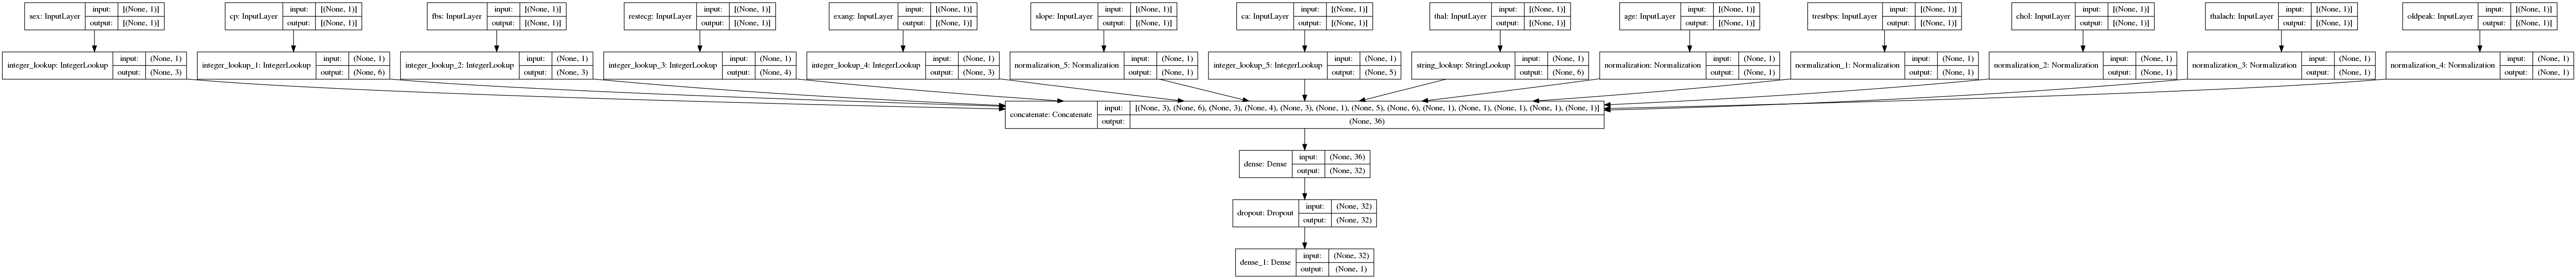 sex: InputLayer input: [(None, 1)] output: [(None, 1)]
cp: InputLayer input: [(None, 1)] output: [(None, 1)]
fbs: InputLayer input: [(None, 1)] output: [(None, 1)]
restecg: InputLayer input: [(None, 1)] output: [(None, 1)]
exang: InputLayer input: [(None, 1)] output: [(None, 1)]
slope: InputLayer input: [(None, 1)] output: [(None, 1)]
ca: InputLayer input: [(None, 1)] output: [(None, 1)]
thal: InputLayer input: [(None, 1)] output: [(None, 1)]
age: InputLayer input: [(None, 1)] output: [(None, 1)]
trestbps: InputLayer input: [(None, 1)] output: [(None, 1)]
chol: InputLayer input: [(None, 1)] output: [(None, 1)]
thalach: InputLayer input: [(None, 1)] output: [(None, 1)]
oldpeak: InputLayer input: [(None, 1)] output: [(None, 1)]
integer_lookup: IntegerLookup input: (None, 1) output: (None, 3)
integer_lookup_1: IntegerLookup input: (None, 1) output: (None, 6)
integer_lookup_2: IntegerLookup input: (None, 1) output: (None, 3)
integer_lookup_3: IntegerLookup input: (None, 1) output: (None, 4)
integer_lookup_4: IntegerLookup input: (None, 1) output: (None, 3)
normalization_5: Normalization input: (None, 1) output: (None, 1)
integer_lookup_5: IntegerLookup input: (None, 1) output: (None, 5)
string_lookup: StringLookup input: (None, 1) output: (None, 6)
normalization: Normalization input: (None, 1) output: (None, 1)
normalization_1: Normalization input: (None, 1) output: (None, 1)
normalization_2: Normalization input: (None, 1) output: (None, 1)
normalization_3: Normalization input: (None, 1) output: (None, 1)
normalization_4: Normalization input: (None, 1) output: (None, 1)
concatenate: Concatenate input: [(None, 3), (None, 6), (None, 3), (None, 4), (None, 3), (None, 1), (None, 5), (None, 6), (None, 1), (None, 1), (None, 1), (None, 1), (None, 1)] output: (None, 36)
dense: Dense input: (None, 36) output: (None, 32)
dropout: Dropout input: (None, 32) output: (None, 32)
dense_1: Dense input: (None, 32) output: (None, 1)